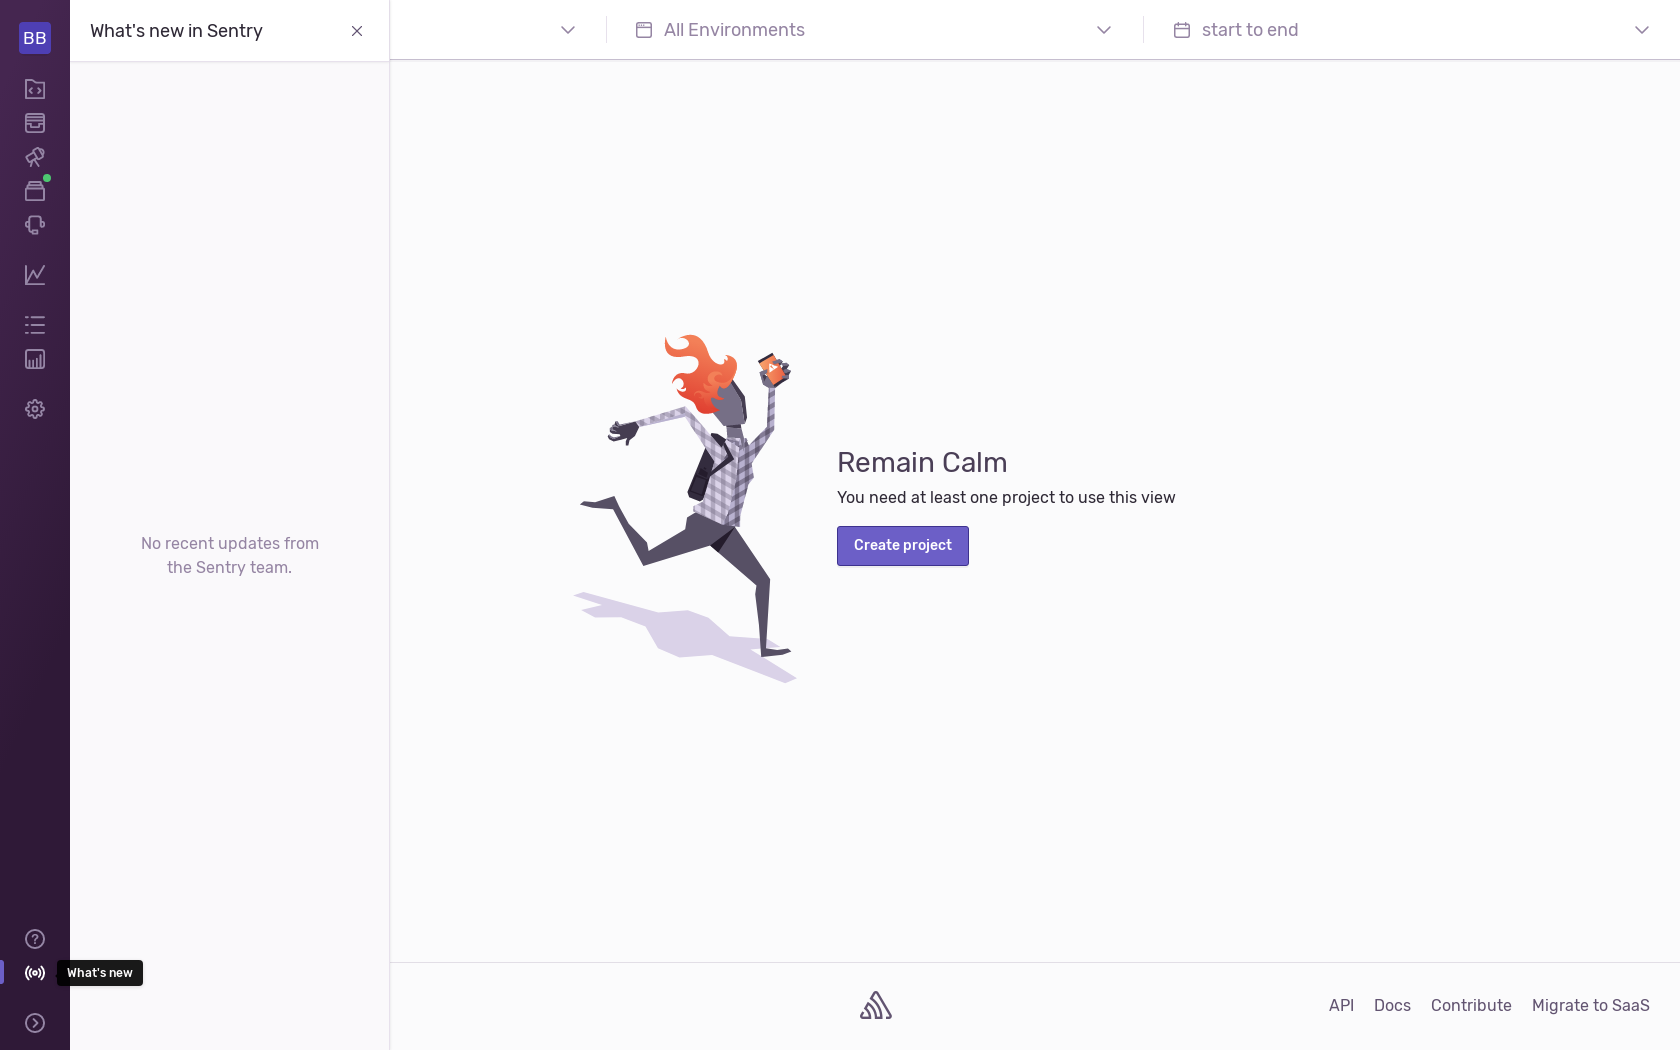 BB
What's new in Sentry
All Environments
start to end
No recent updates from
the Sentry team.
Remain Calm
You need at least one project to use this view
Create project
What's new
API
Docs
Contribute
Migrate to SaaS